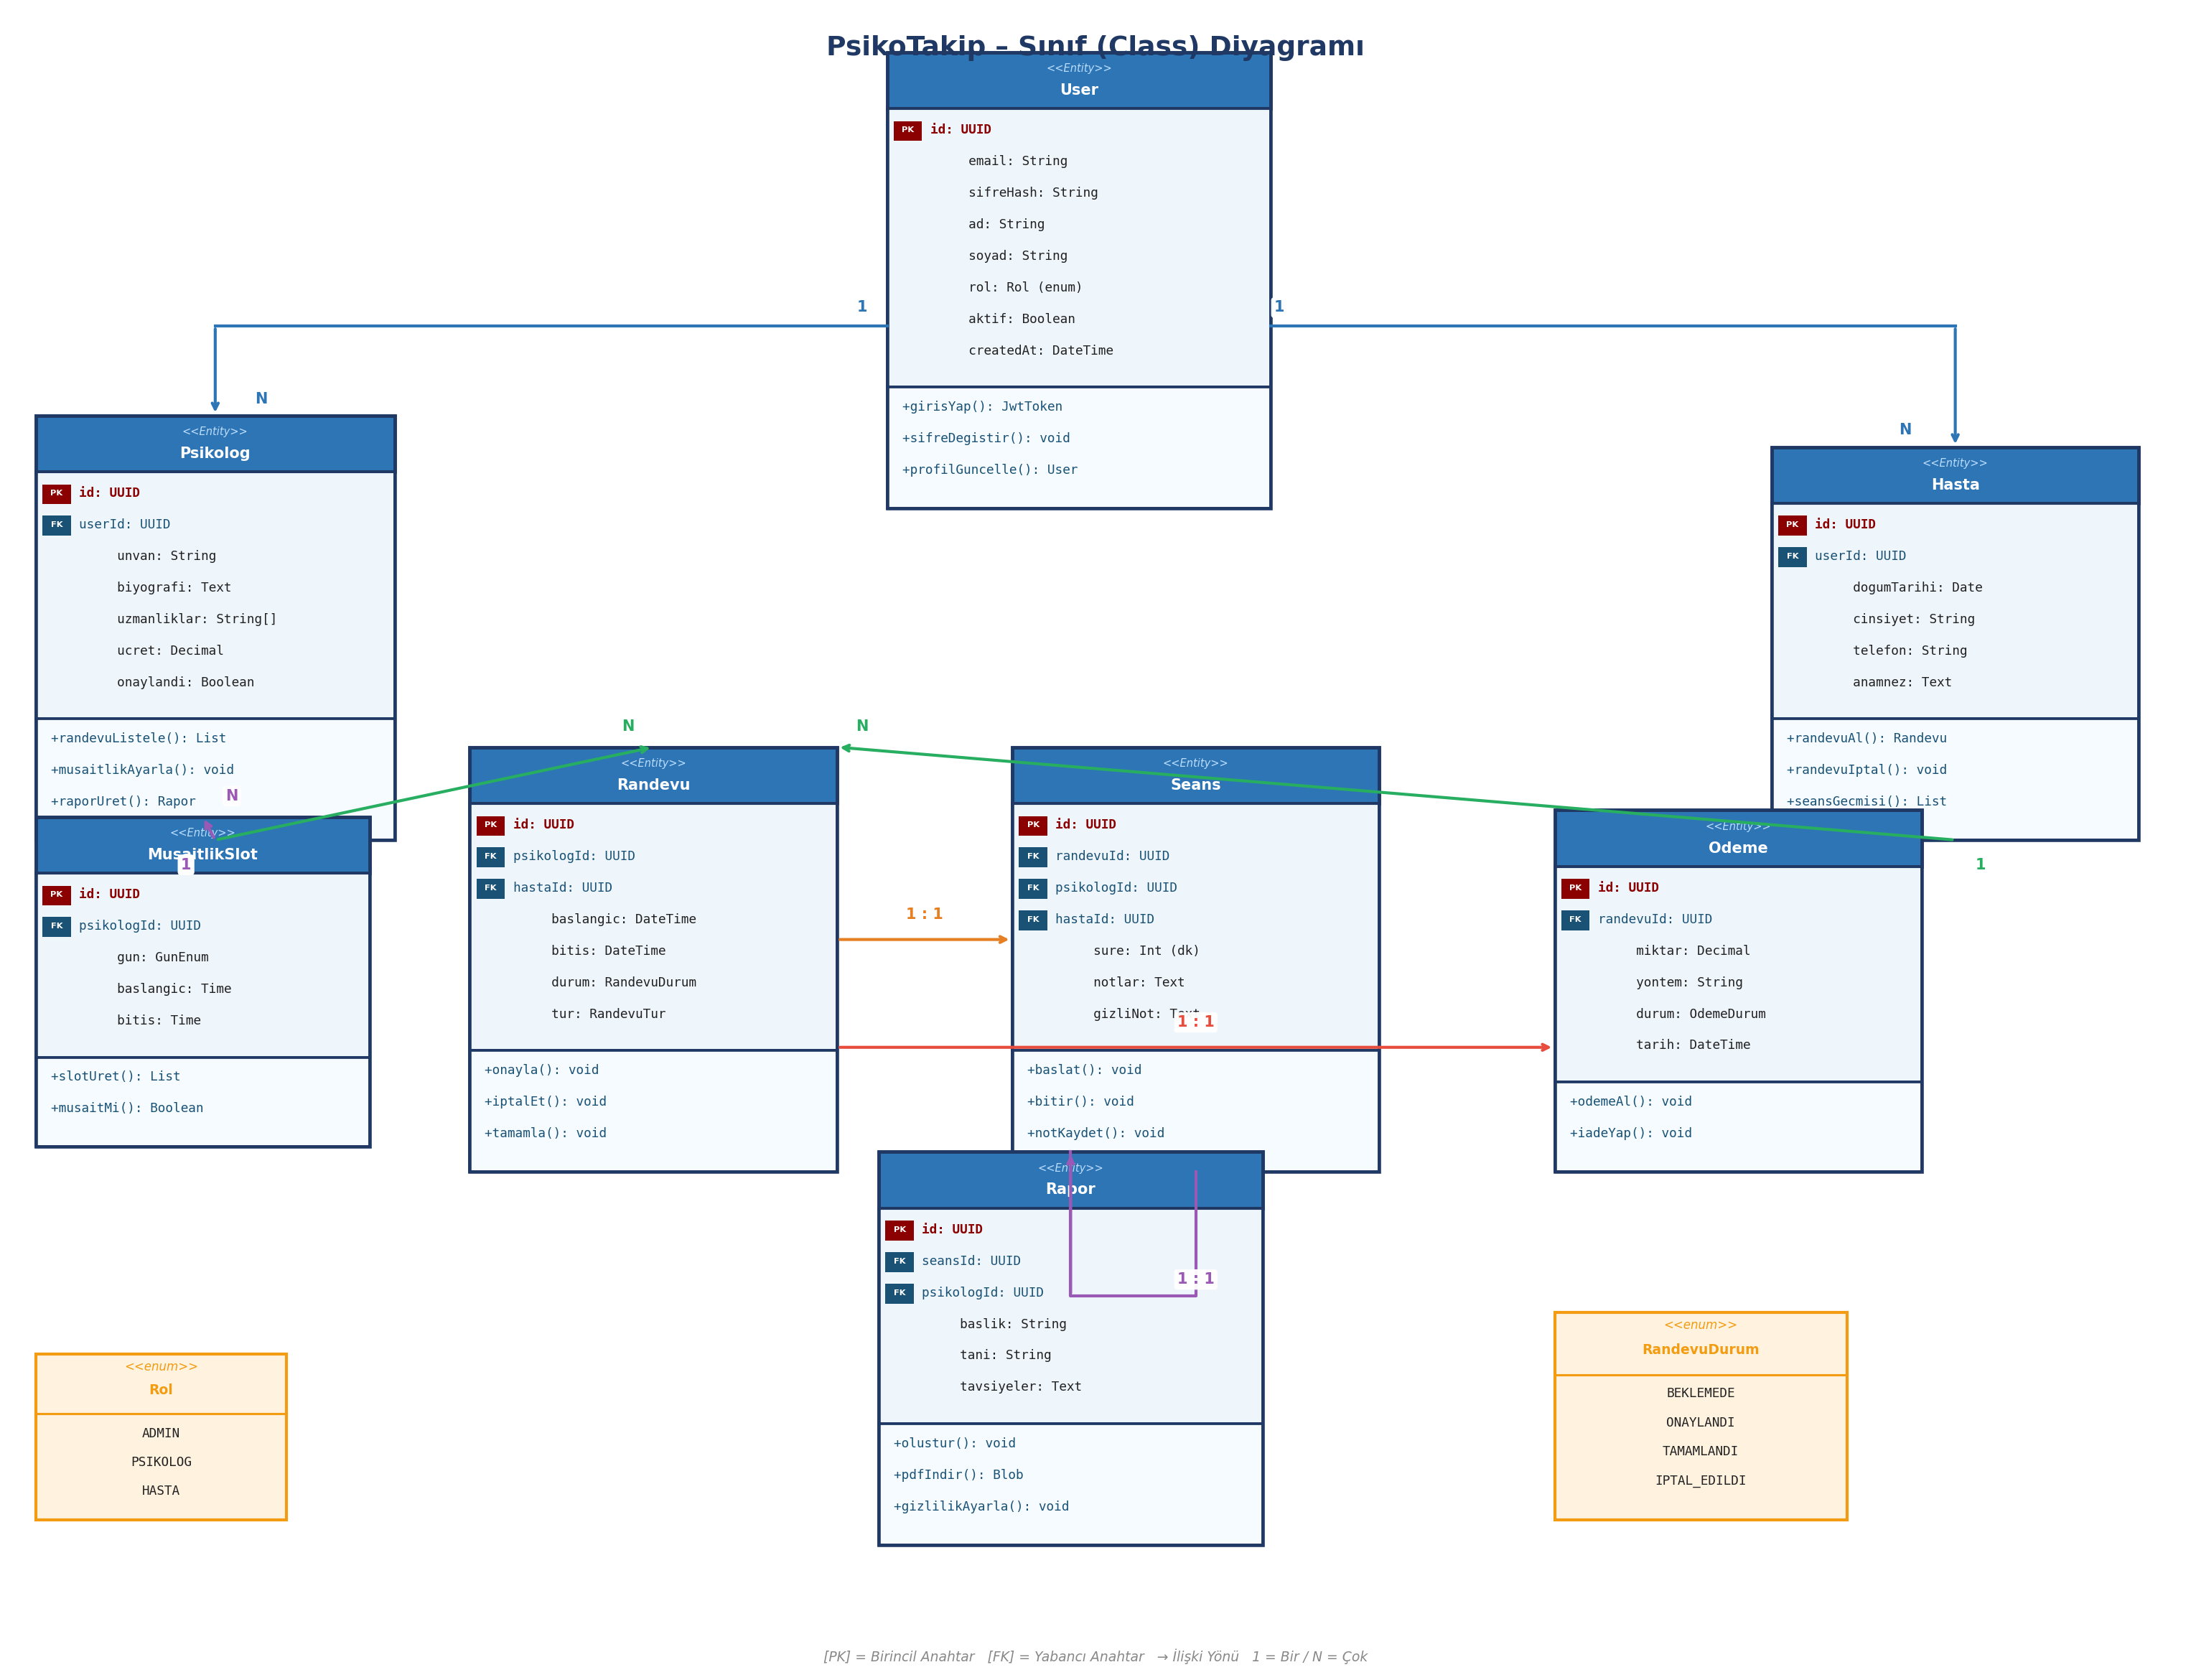 PsikoTakip – Sınıf (Class) Diyagramı
<<Entity>>
User
PK id: UUID
email: String
sifreHash: String
ad: String
soyad: String
rol: Rol (enum)
aktif: Boolean
createdAt: DateTime
+girisYap(): JwtToken
+sifreDegistir(): void
+profilGuncelle(): User
1
1
N
N
<<Entity>>
Psikolog
PK id: UUID
FK userId: UUID
unvan: String
biyografi: Text
uzmanliklar: String[]
ucret: Decimal
onaylandi: Boolean
+randevuListele(): List
+musaitlikAyarla(): void
+raporUret(): Rapor
<<Entity>>
Hasta
PK id: UUID
FK userId: UUID
dogumTarihi: Date
cinsiyet: String
telefon: String
anamnez: Text
+randevuAl(): Randevu
+randevuIptal(): void
+seansGecmisi(): List
N
N
N
1
1
<<Entity>>
MusaitlikSlot
PK id: UUID
FK psikologId: UUID
gun: GunEnum
baslangic: Time
bitis: Time
+slotUret(): List
+musaitMi(): Boolean
<<Entity>>
Randevu
PK id: UUID
FK psikologId: UUID
FK hastaId: UUID
baslangic: DateTime
bitis: DateTime
durum: RandevuDurum
tur: RandevuTur
+onayla(): void
+iptalEt(): void
+tamamla(): void
1 : 1
<<Entity>>
Seans
PK id: UUID
FK randevuId: UUID
FK psikologId: UUID
FK hastaId: UUID
sure: Int (dk)
notlar: Text
gizliNot: Text
1 : 1
+baslat(): void
+bitir(): void
+notKaydet(): void
<<Entity>>
Odeme
PK id: UUID
FK randevuId: UUID
miktar: Decimal
yontem: String
durum: OdemeDurum
tarih: DateTime
+odemeAl(): void
+iadeYap(): void
<<Entity>>
Rapor
PK id: UUID
FK seansId: UUID
FK psikologId: UUID
1 : 1
baslik: String
tani: String
tavsiyeler: Text
+olustur(): void
+pdfIndir(): Blob
+gizlilikAyarla(): void
<<enum>>
Rol
ADMIN
PSIKOLOG
HASTA
<<enum>>
RandevuDurum
BEKLEMEDE
ONAYLANDI
TAMAMLANDI
IPTAL_EDILDI
[PK] = Birincil Anahtar [FK] = Yabancı Anahtar → İlişki Yönü 1 = Bir / N = Çok